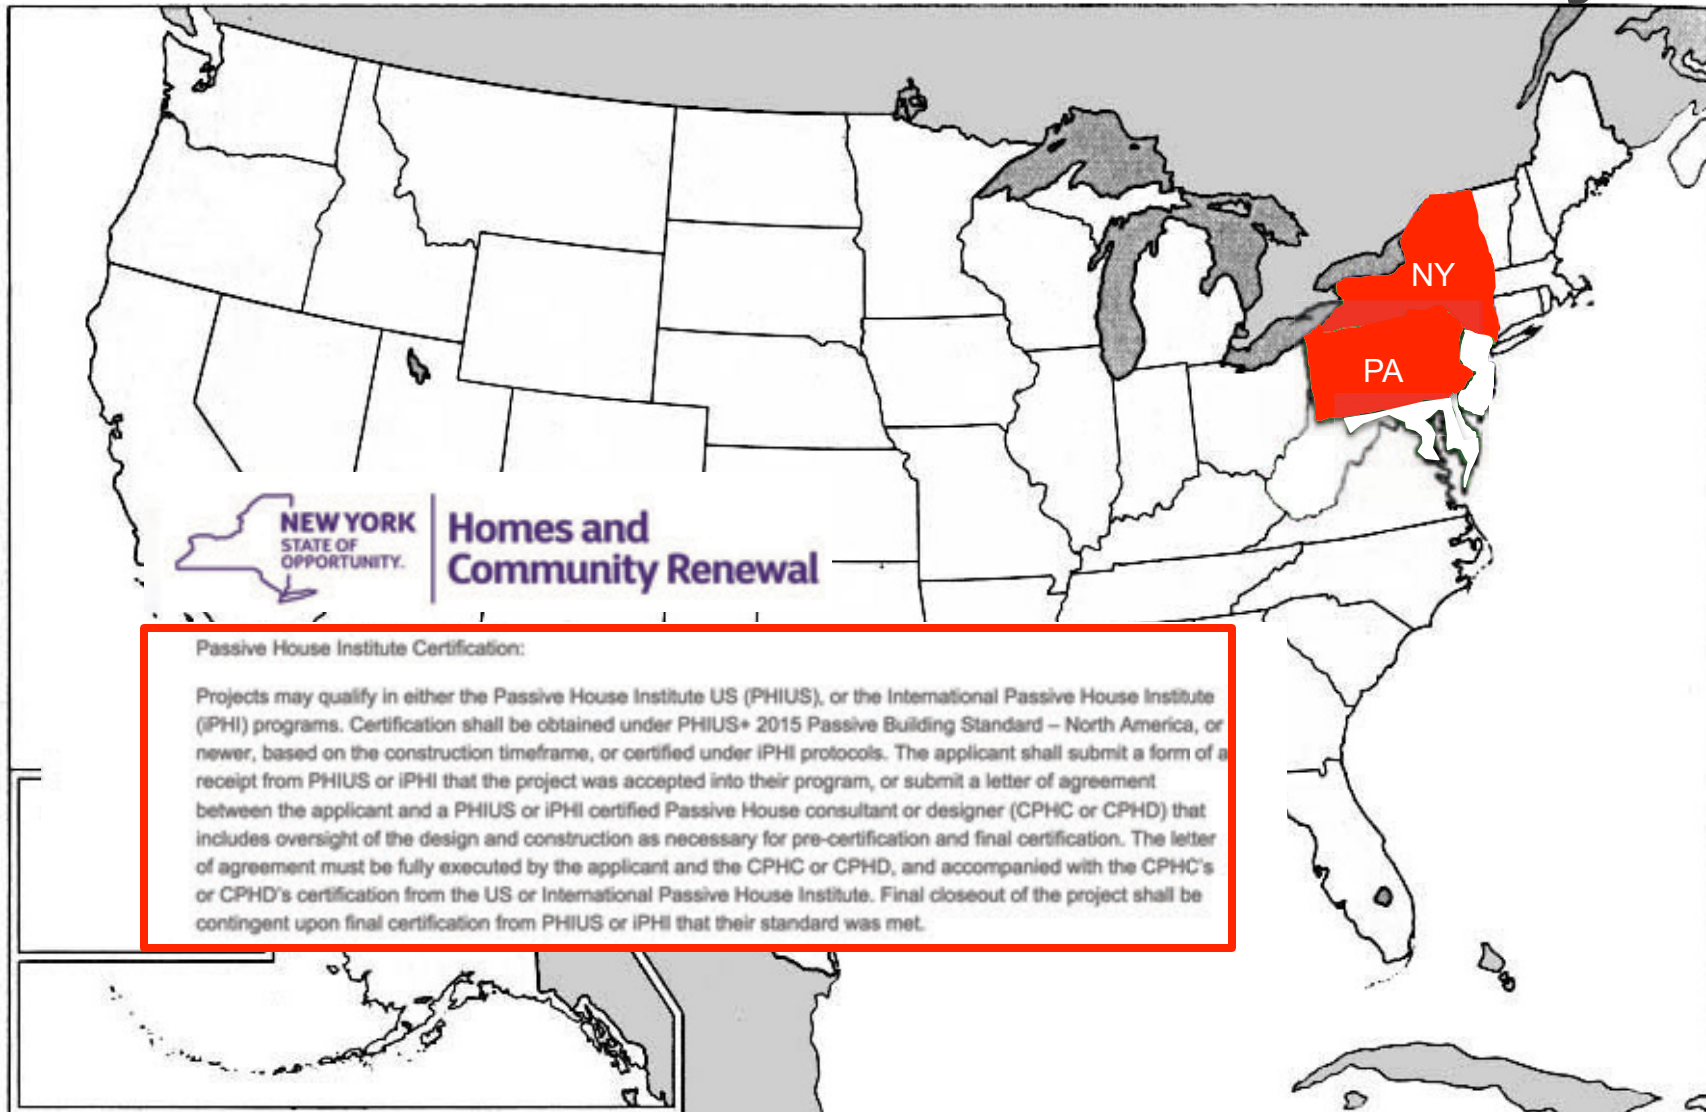 NY
PA
NEW YORK
STATE OF
OPPORTUNITY.
Homes and
Community Renewal
Passive House Institute Certification:
Projects may qualify in either the Passive House Institute US (PHIUS), or the International Passive House Institute
(iPHI) programs. Certification shall be obtained under PHIUS+ 2015 Passive Building Standard – North America, or
newer, based on the construction timeframe, or certified under iPHI protocols. The applicant shall submit a form of a
receipt from PHIUS or iPHI that the project was accepted into their program, or submit a letter of agreement
between the applicant and a PHIUS or iPHI certified Passive House consultant or designer (CPHC or CPHD) that
includes oversight of the design and construction as necessary for pre-certification and final certification. The letter
of agreement must be fully executed by the applicant and the CPHC or CPHD, and accompanied with the CPHC's
or CPHD's certification from the US or International Passive House Institute. Final closeout of the project shall be
contingent upon final certification from PHIUS or iPHI that their standard was met.